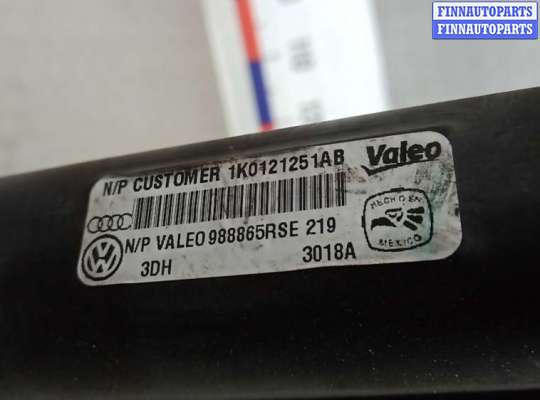 FINNAUTOPARTS
FINNAUTOPARTS
N/P CUSTOMER 1K0121251AB
Valeo
HECHO EN
MEXICO
N/P VALEO 988865RSE 219
3DH 3018A